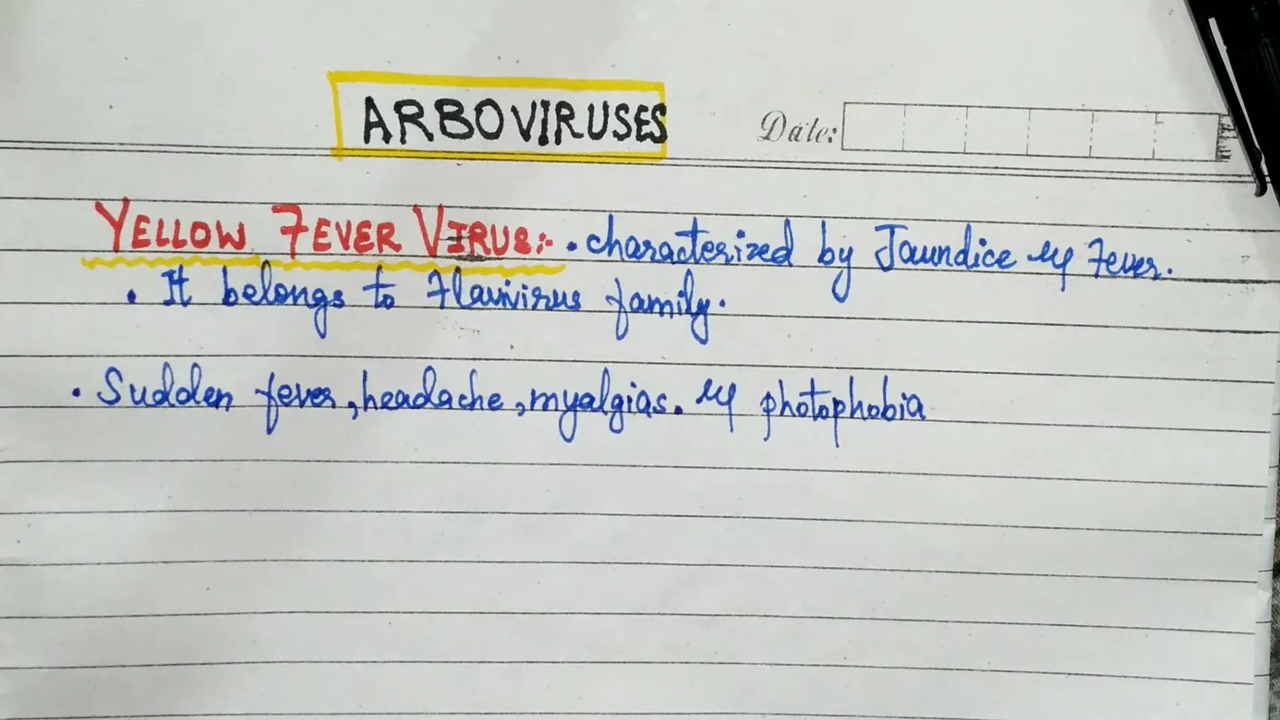 ARBOVIRUSES
Date:
YELLOW FEVER VIRUS:- • characterized by Jaundice & Fever.
• It belongs to Flavivirus family.
• Sudden fever, headache, myalgias. & photophobia